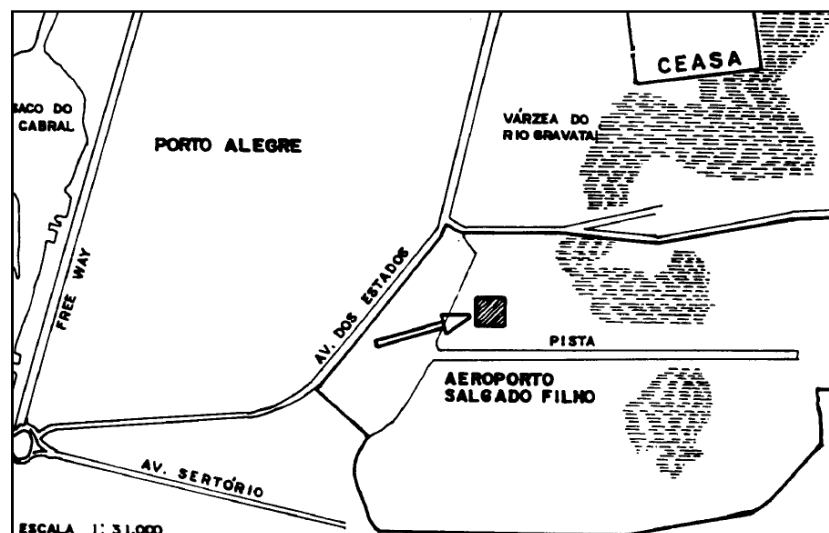 CEASA
SACO DO
CABRAL
VÁRZEA DO
RIO GRAVATAÍ
PORTO ALEGRE
FREE WAY
AV. DOS ESTADOS
PISTA
AEROPORTO
SALGADO FILHO
AV. SERTÓRIO
ESCALA 1:31.000